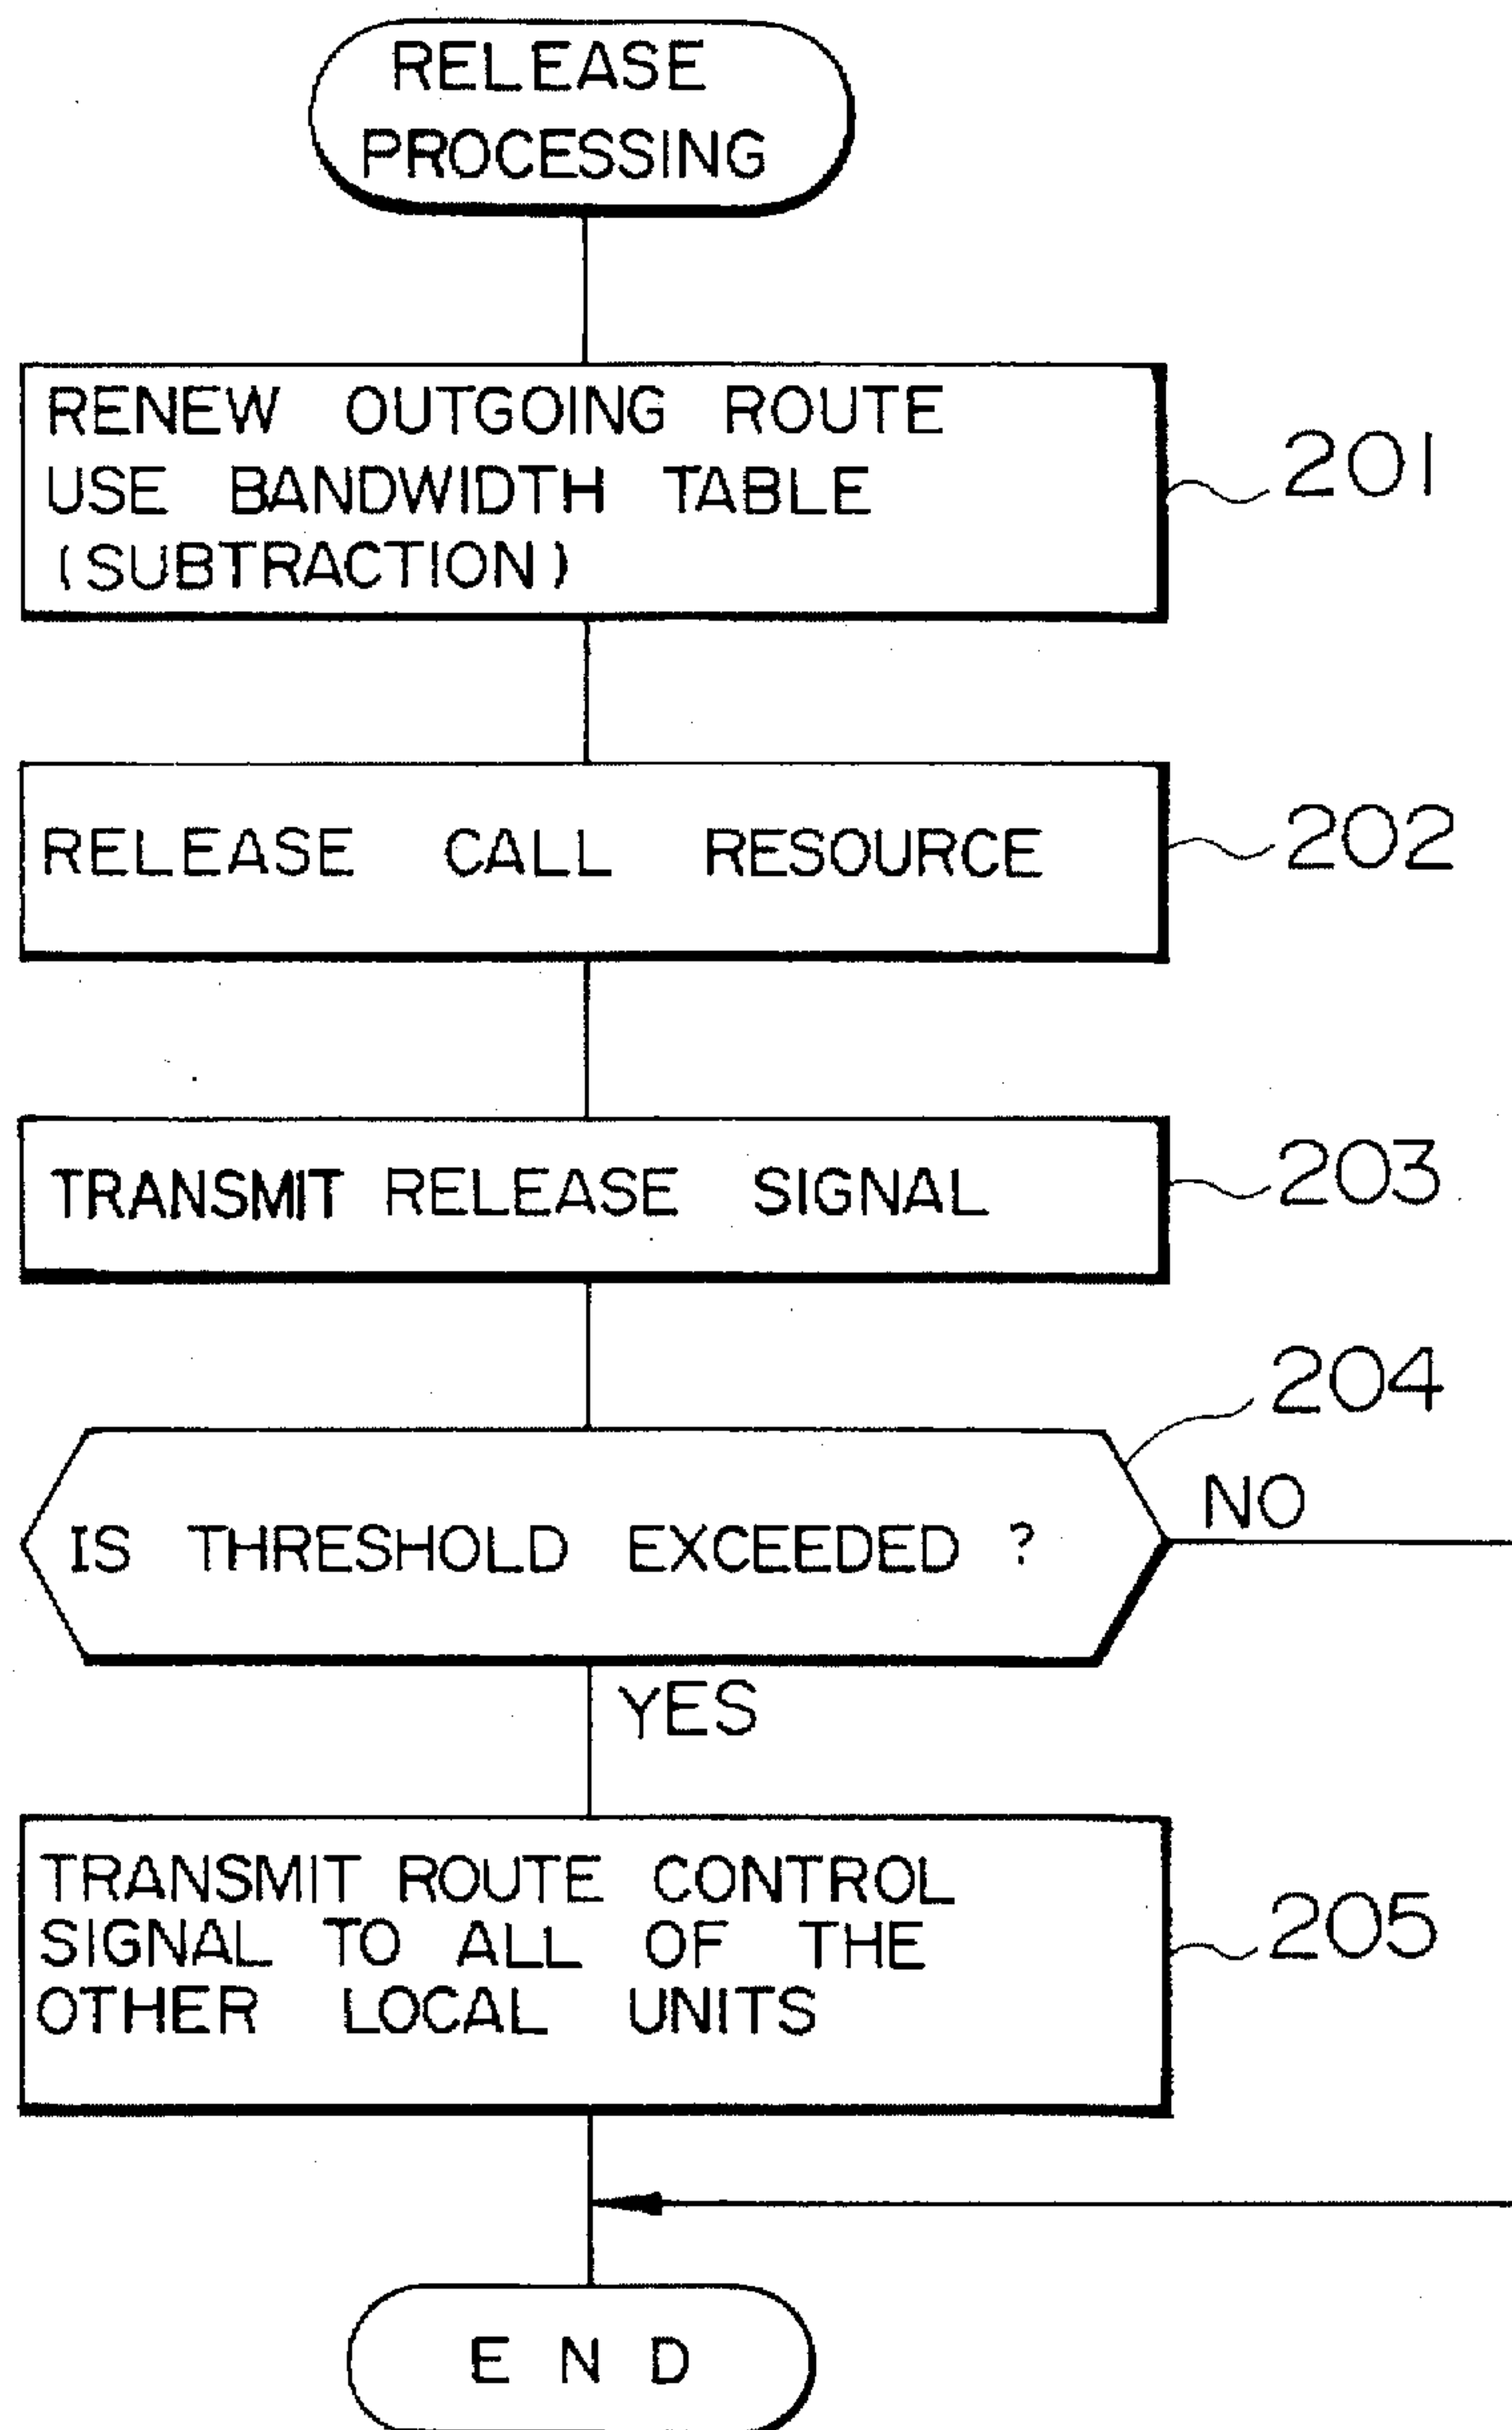 RELEASE
PROCESSING
RENEW OUTGOING ROUTE
USE BANDWIDTH TABLE
(SUBTRACTION)
201
RELEASE CALL RESOURCE
202
TRANSMIT RELEASE SIGNAL
203
204
NO
IS THRESHOLD EXCEEDED ?
YES
TRANSMIT ROUTE CONTROL
SIGNAL TO ALL OF THE
OTHER LOCAL UNITS
205
END